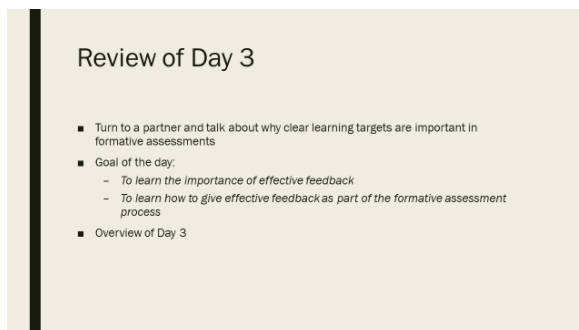 Review of Day 3
■ Turn to a partner and talk about why clear learning targets are important in
formative assessments
■ Goal of the day:
– To learn the importance of effective feedback
– To learn how to give effective feedback as part of the formative assessment
process
■ Overview of Day 3